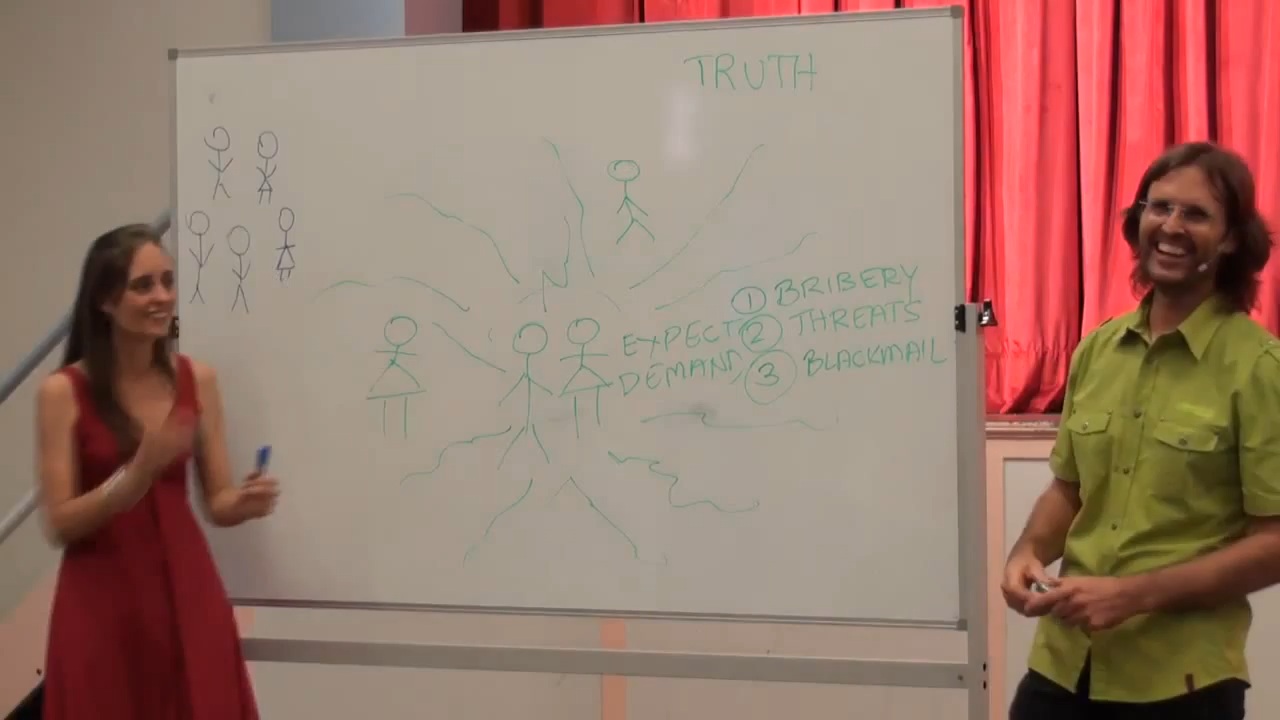 TRUTH
① BRIBERY
EXPECT ② THREATS
DEMAND ③ BLACKMAIL